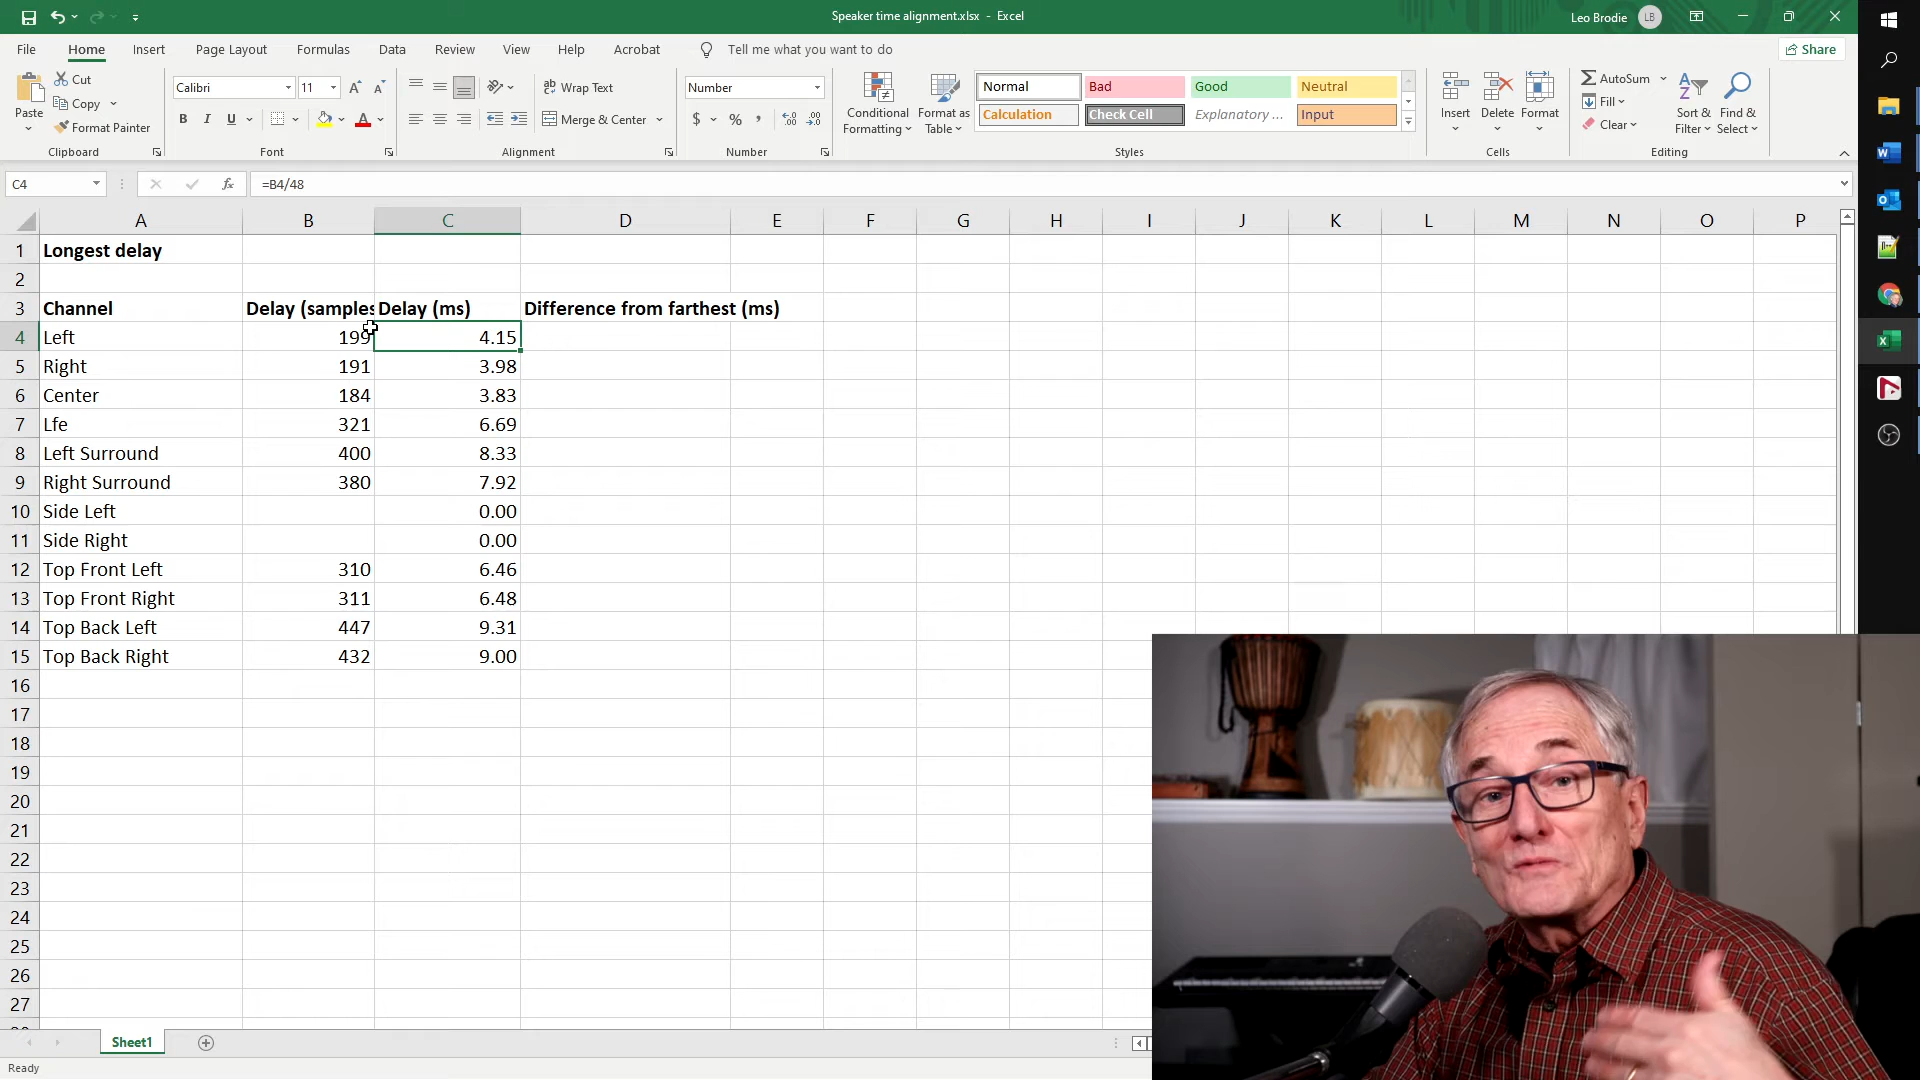 Speaker time alignment.xlsx - Excel
Leo Brodie LB
File Home Insert Page Layout Formulas Data Review View Help Acrobat Tell me what you want to do Share
Paste
Cut
Copy
Format Painter
Clipboard
Calibri 11
B I U
Font
Wrap Text
Merge & Center
Alignment
Number
$ % ,
Number
Conditional Formatting
Format as Table
Normal Bad Good Neutral
Calculation Check Cell Explanatory ... Input
Styles
Insert Delete Format
Cells
AutoSum
Fill
Clear
Sort & Filter
Find & Select
Editing
C4 fx =B4/48
A B C D E F G H I J K L M N O P
1 Longest delay
2
3 Channel Delay (samples Delay (ms) Difference from farthest (ms)
4 Left 199 4.15
5 Right 191 3.98
6 Center 184 3.83
7 Lfe 321 6.69
8 Left Surround 400 8.33
9 Right Surround 380 7.92
10 Side Left 0.00
11 Side Right 0.00
12 Top Front Left 310 6.46
13 Top Front Right 311 6.48
14 Top Back Left 447 9.31
15 Top Back Right 432 9.00
16
17
18
19
20
21
22
23
24
25
26
27
Sheet1
Ready